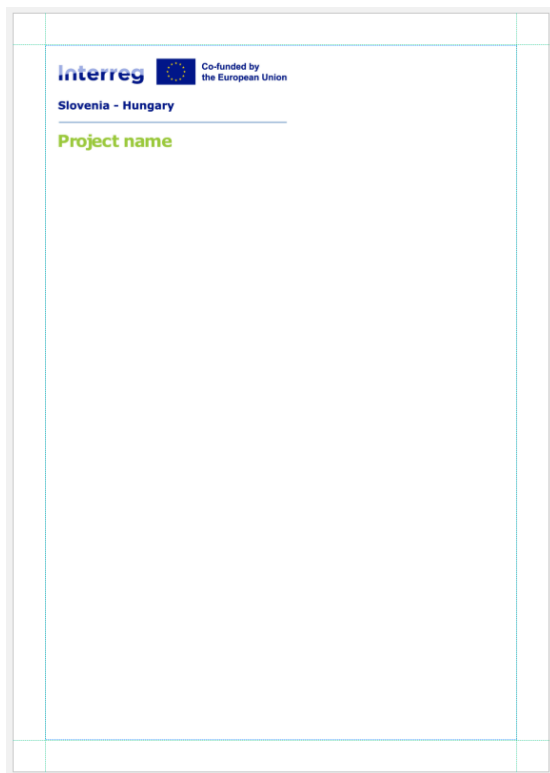 Interreg
Co-funded by
the European Union
Slovenia - Hungary
Project name